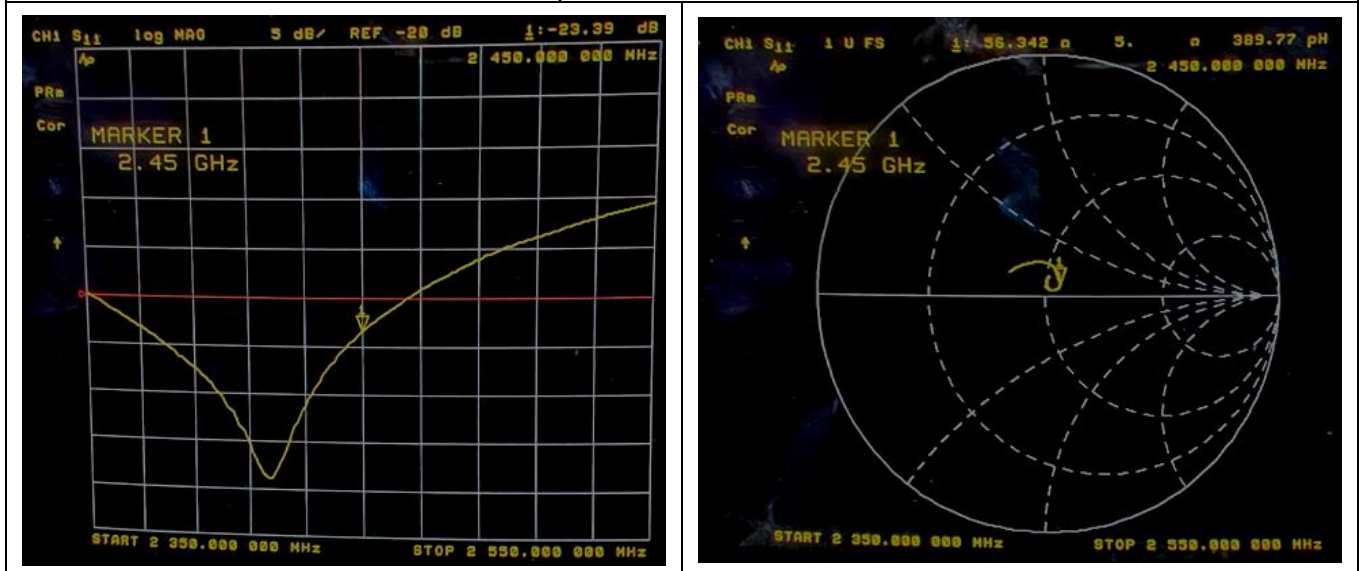 CH1 S11 log MAG 5 dB/ REF -20 dB 1:-23.39 dB
2 450.000 000 MHz
PRm
Cor
MARKER 1
2.45 GHz
START 2 350.000 000 MHz STOP 2 550.000 000 MHz
CH1 S11 1 U FS 1: 56.342 Ω 5. Ω 389.77 pH
2 450.000 000 MHz
PRm
Cor
MARKER 1
2.45 GHz
START 2 350.000 000 MHz STOP 2 550.000 000 MHz